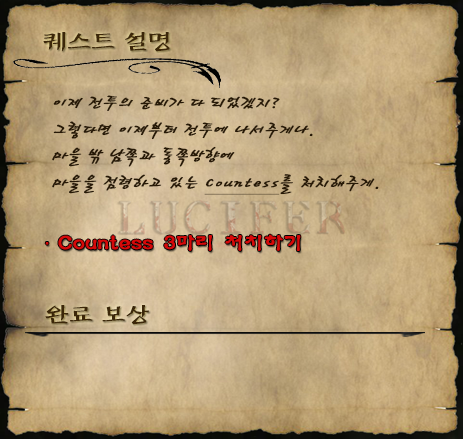 퀘스트 설명
이제 전투의 준비가 다 되었겠지?
그렇다면 이제부터 전투에 나서주게나.
마을 밖 남쪽과 동쪽방향에
마을을 점령하고 있는 Countess를 처치해주게.
LUCIFER
· Countess 3마리 처치하기
완료 보상